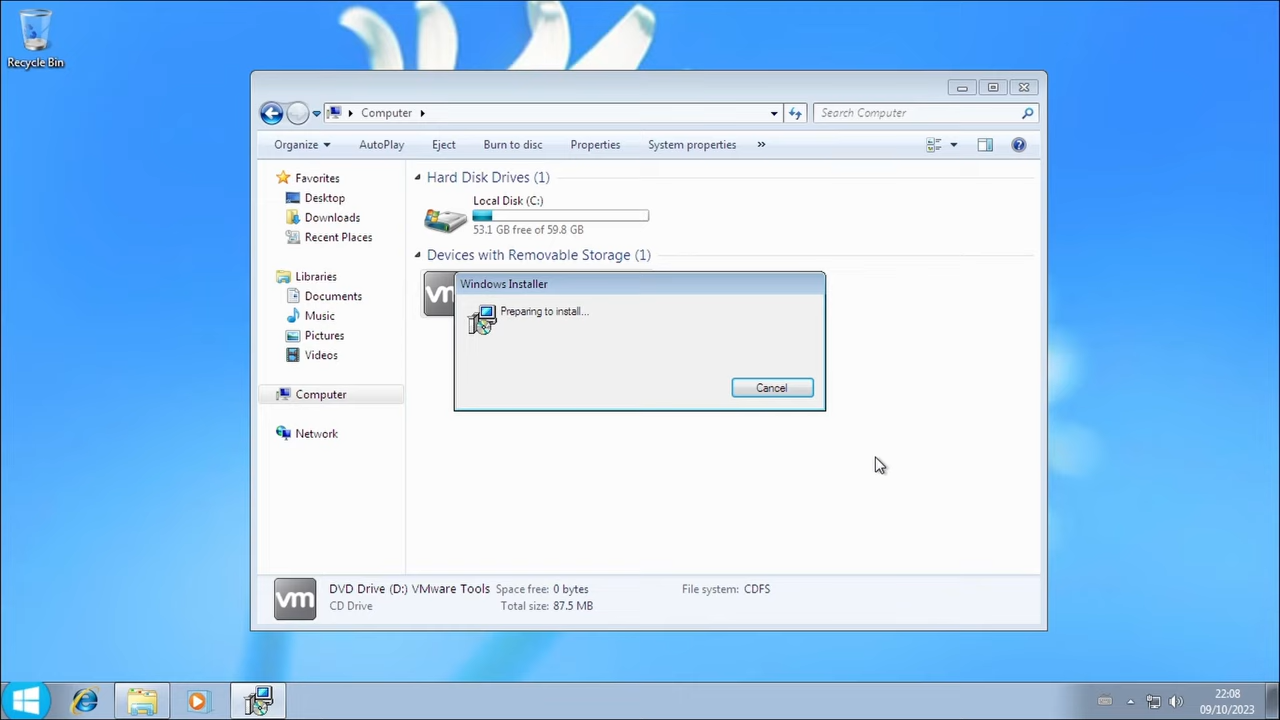 Recycle Bin
Computer
Search Computer
Organize
AutoPlay
Eject
Burn to disc
Properties
System properties
»
Favorites
Desktop
Downloads
Recent Places
Libraries
Documents
Music
Pictures
Videos
Computer
Network
Hard Disk Drives (1)
Local Disk (C:)
53.1 GB free of 59.8 GB
Devices with Removable Storage (1)
vm
Windows Installer
Preparing to install...
Cancel
vm
DVD Drive (D:) VMware Tools
Space free: 0 bytes
File system: CDFS
CD Drive
Total size: 87.5 MB
22:08
09/10/2023